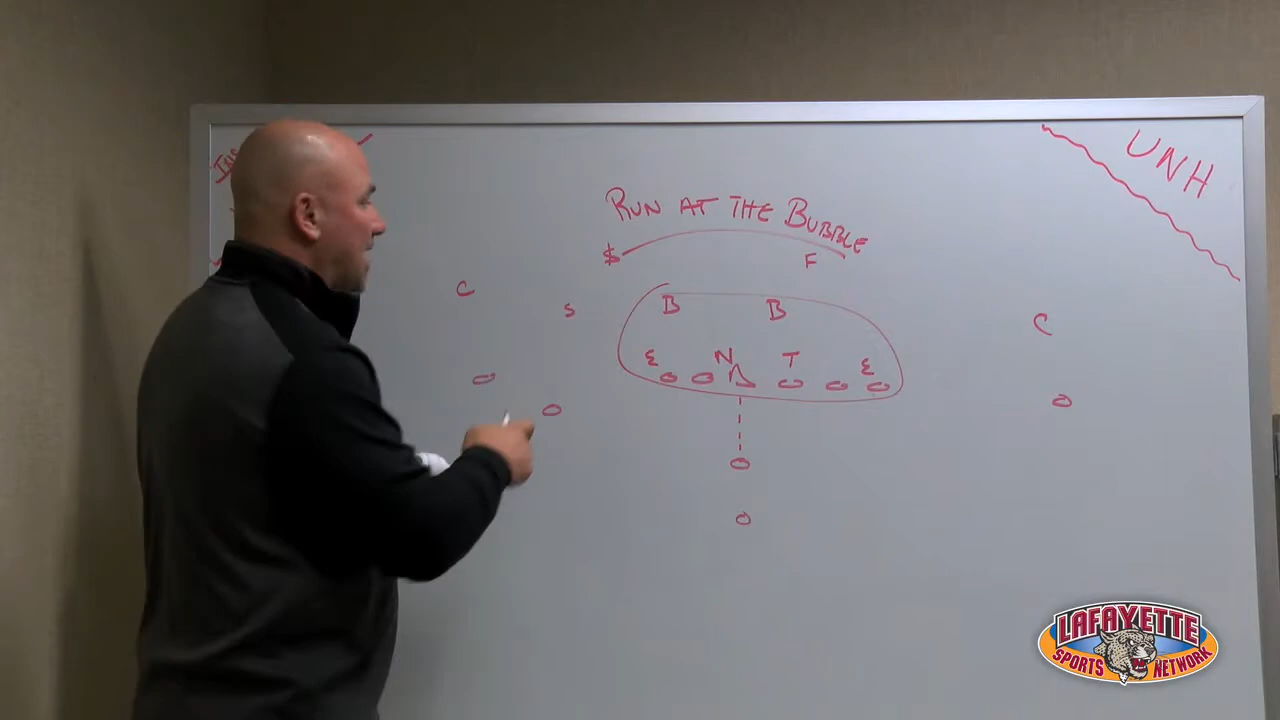 UNH
RUN AT THE BUBBLE
$ F
C S B B C
E N T E
LAFAYETTE
SPORTS NETWORK